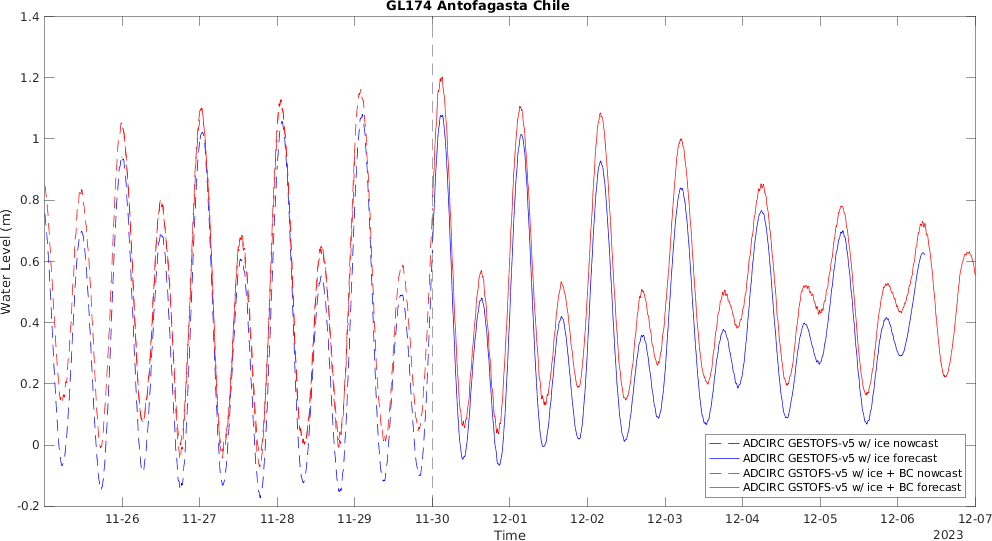 GL174 Antofagasta Chile
1.4
1.2
1
0.8
0.6
0.4
0.2
0
-0.2
Water Level (m)
ADCIRC GESTOFS-v5 w/ ice nowcast
ADCIRC GESTOFS-v5 w/ ice forecast
ADCIRC GSTOFS-v5 w/ ice + BC nowcast
ADCIRC GSTOFS-v5 w/ ice + BC forecast
11-26 11-27 11-28 11-29 11-30 12-01 12-02 12-03 12-04 12-05 12-06 12-07
Time
2023